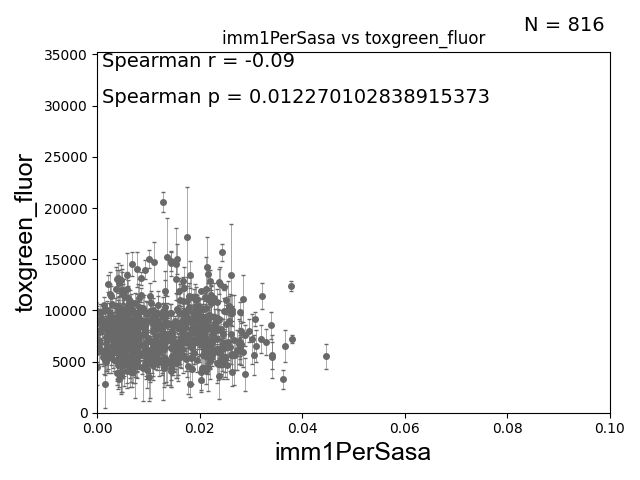 N = 816
imm1PerSasa vs toxgreen_fluor
Spearman r = -0.09
Spearman p = 0.012270102838915373
35000
30000
25000
20000
15000
10000
5000
0
toxgreen_fluor
0.00 0.02 0.04 0.06 0.08 0.10
imm1PerSasa